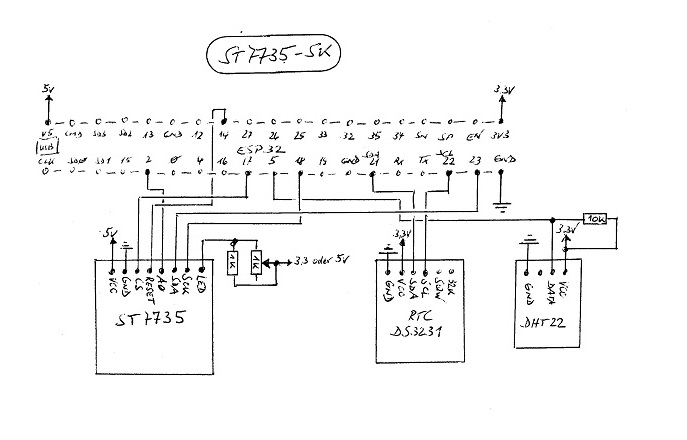 ST7735-SK
5V
3.3V
V5 CMD SD3 SD2 13 GND 12 14 27 26 25 33 32 35 34 SN SP EN 3V3
USB
ESP32
CLK SD0 SD1 15 2 0 4 16 17 5 18 19 GND 21 RX TX 22 23 GND
SDA
SCL
5V
3.3V
10K
3.3V
1K
1K
3,3 oder 5V
VCC
GND
CS
RESET
A0
SDA
SCK
LED
ST7735
GND
VCC
SDA
SCL
SQW
32K
RTC
DS3231
GND
DATA
VCC
DHT22